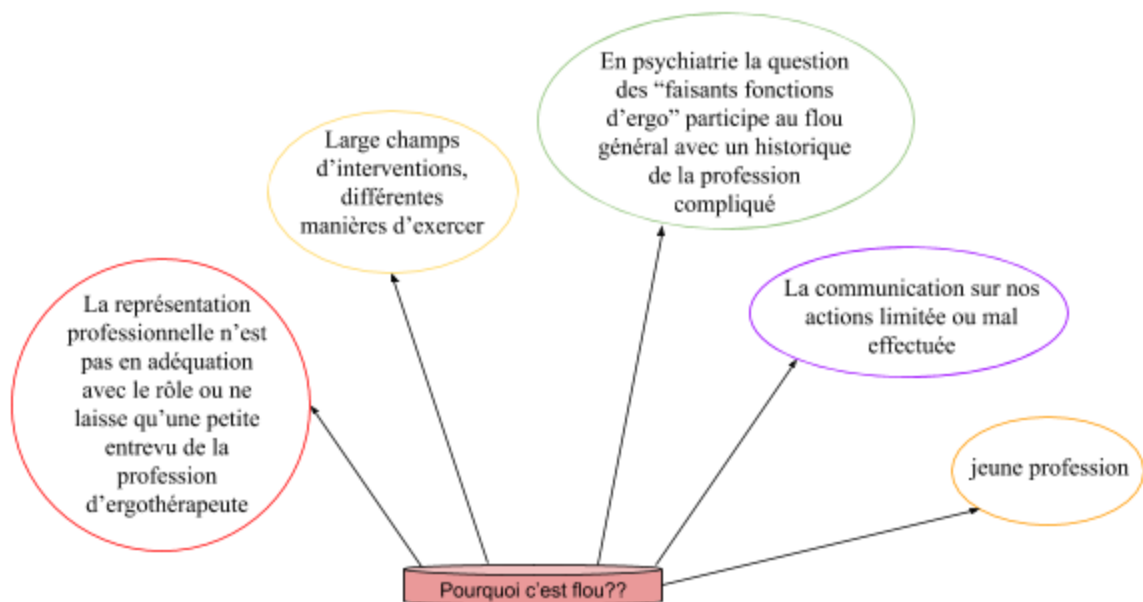 En psychiatrie la question
des “faisants fonctions
d’ergo” participe au flou
général avec un historique
de la profession
compliqué
Large champs
d’interventions,
différentes
manières d’exercer
La communication sur nos
actions limitée ou mal
effectuée
La représentation
professionnelle n’est
pas en adéquation
avec le rôle ou ne
laisse qu’une petite
entrevu de la
profession
d’ergothérapeute
jeune profession
Pourquoi c’est flou??